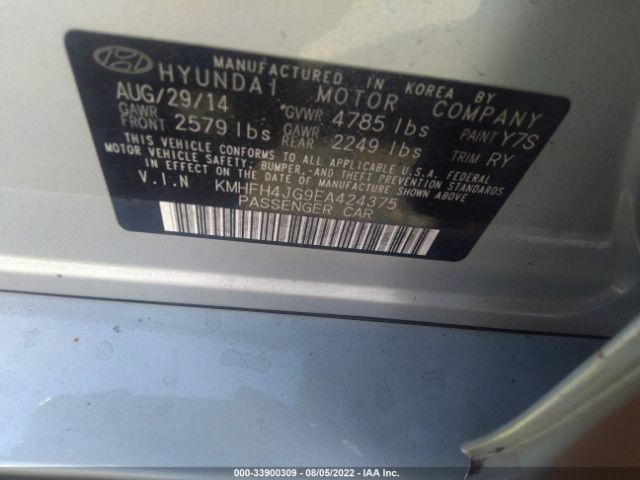 MANUFACTURED IN KOREA BY
HYUNDAI MOTOR COMPANY
AUG/29/14 GVWR 4785 lbs PAINT Y7S
GAWR FRONT 2579 lbs GAWR REAR 2249 lbs TRIM RY
THIS VEHICLE CONFORMS TO ALL APPLICABLE U.S.A. FEDERAL
MOTOR VEHICLE SAFETY, BUMPER, AND THEFT PREVENTION STANDARDS
IN EFFECT ON THE DATE OF MANUFACTURE SHOWN ABOVE.
V.I.N KMHFH4JG9EA424375
PASSENGER CAR
000-33900309 - 08/05/2022 - IAA Inc.